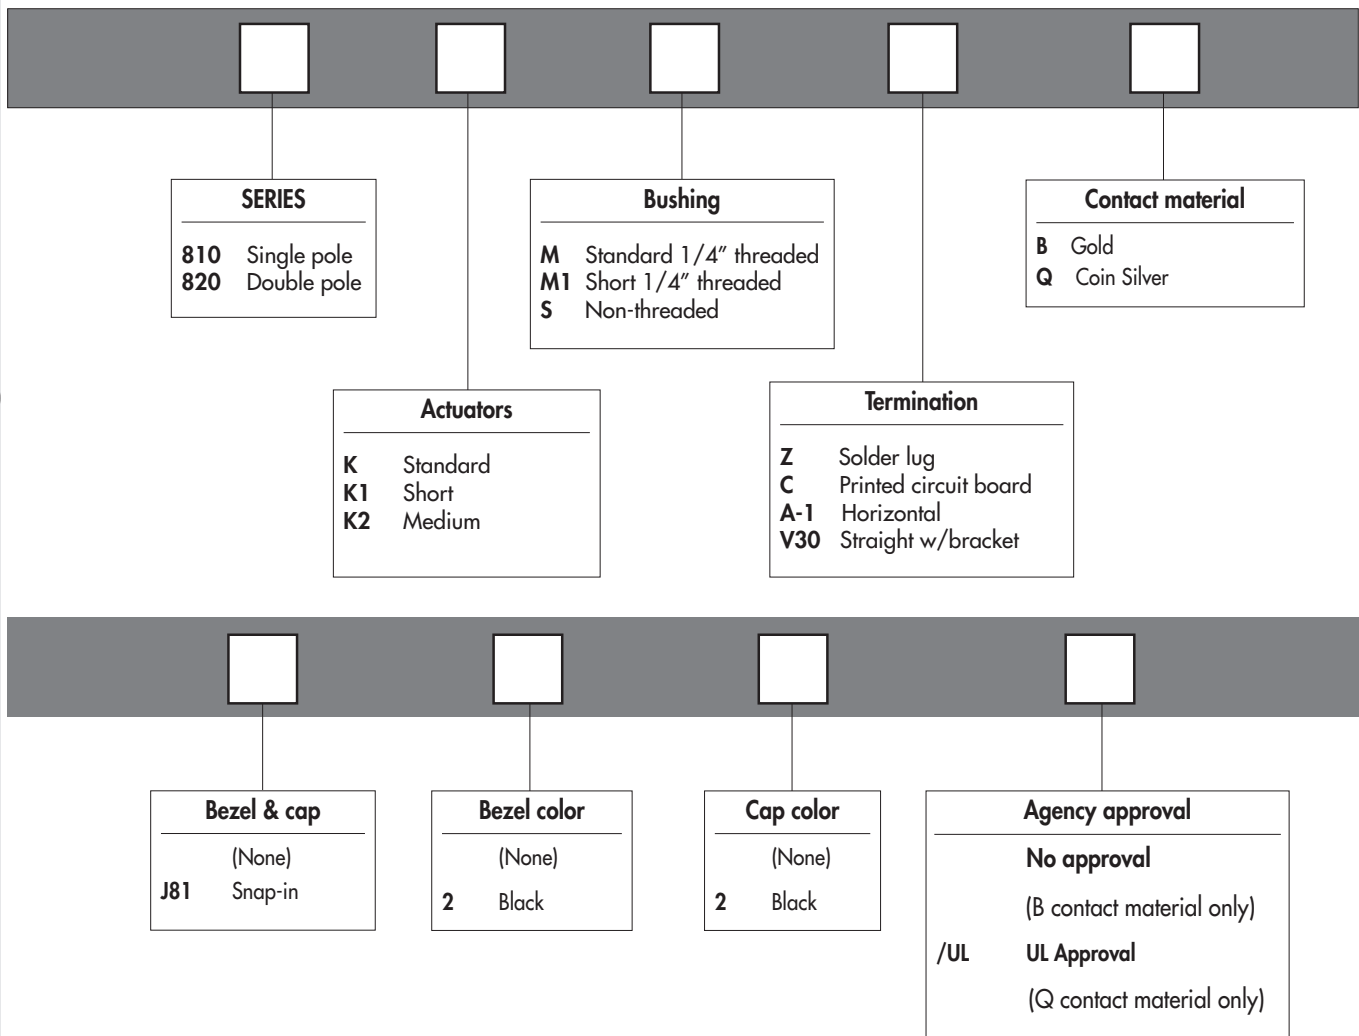 SERIES
810 Single pole
820 Double pole
Bushing
M Standard 1/4″ threaded
M1 Short 1/4″ threaded
S Non-threaded
Contact material
B Gold
Q Coin Silver
Actuators
K Standard
K1 Short
K2 Medium
Termination
Z Solder lug
C Printed circuit board
A-1 Horizontal
V30 Straight w/bracket
Bezel & cap
(None)
J81 Snap-in
Bezel color
(None)
2 Black
Cap color
(None)
2 Black
Agency approval
No approval
(B contact material only)
/UL UL Approval
(Q contact material only)